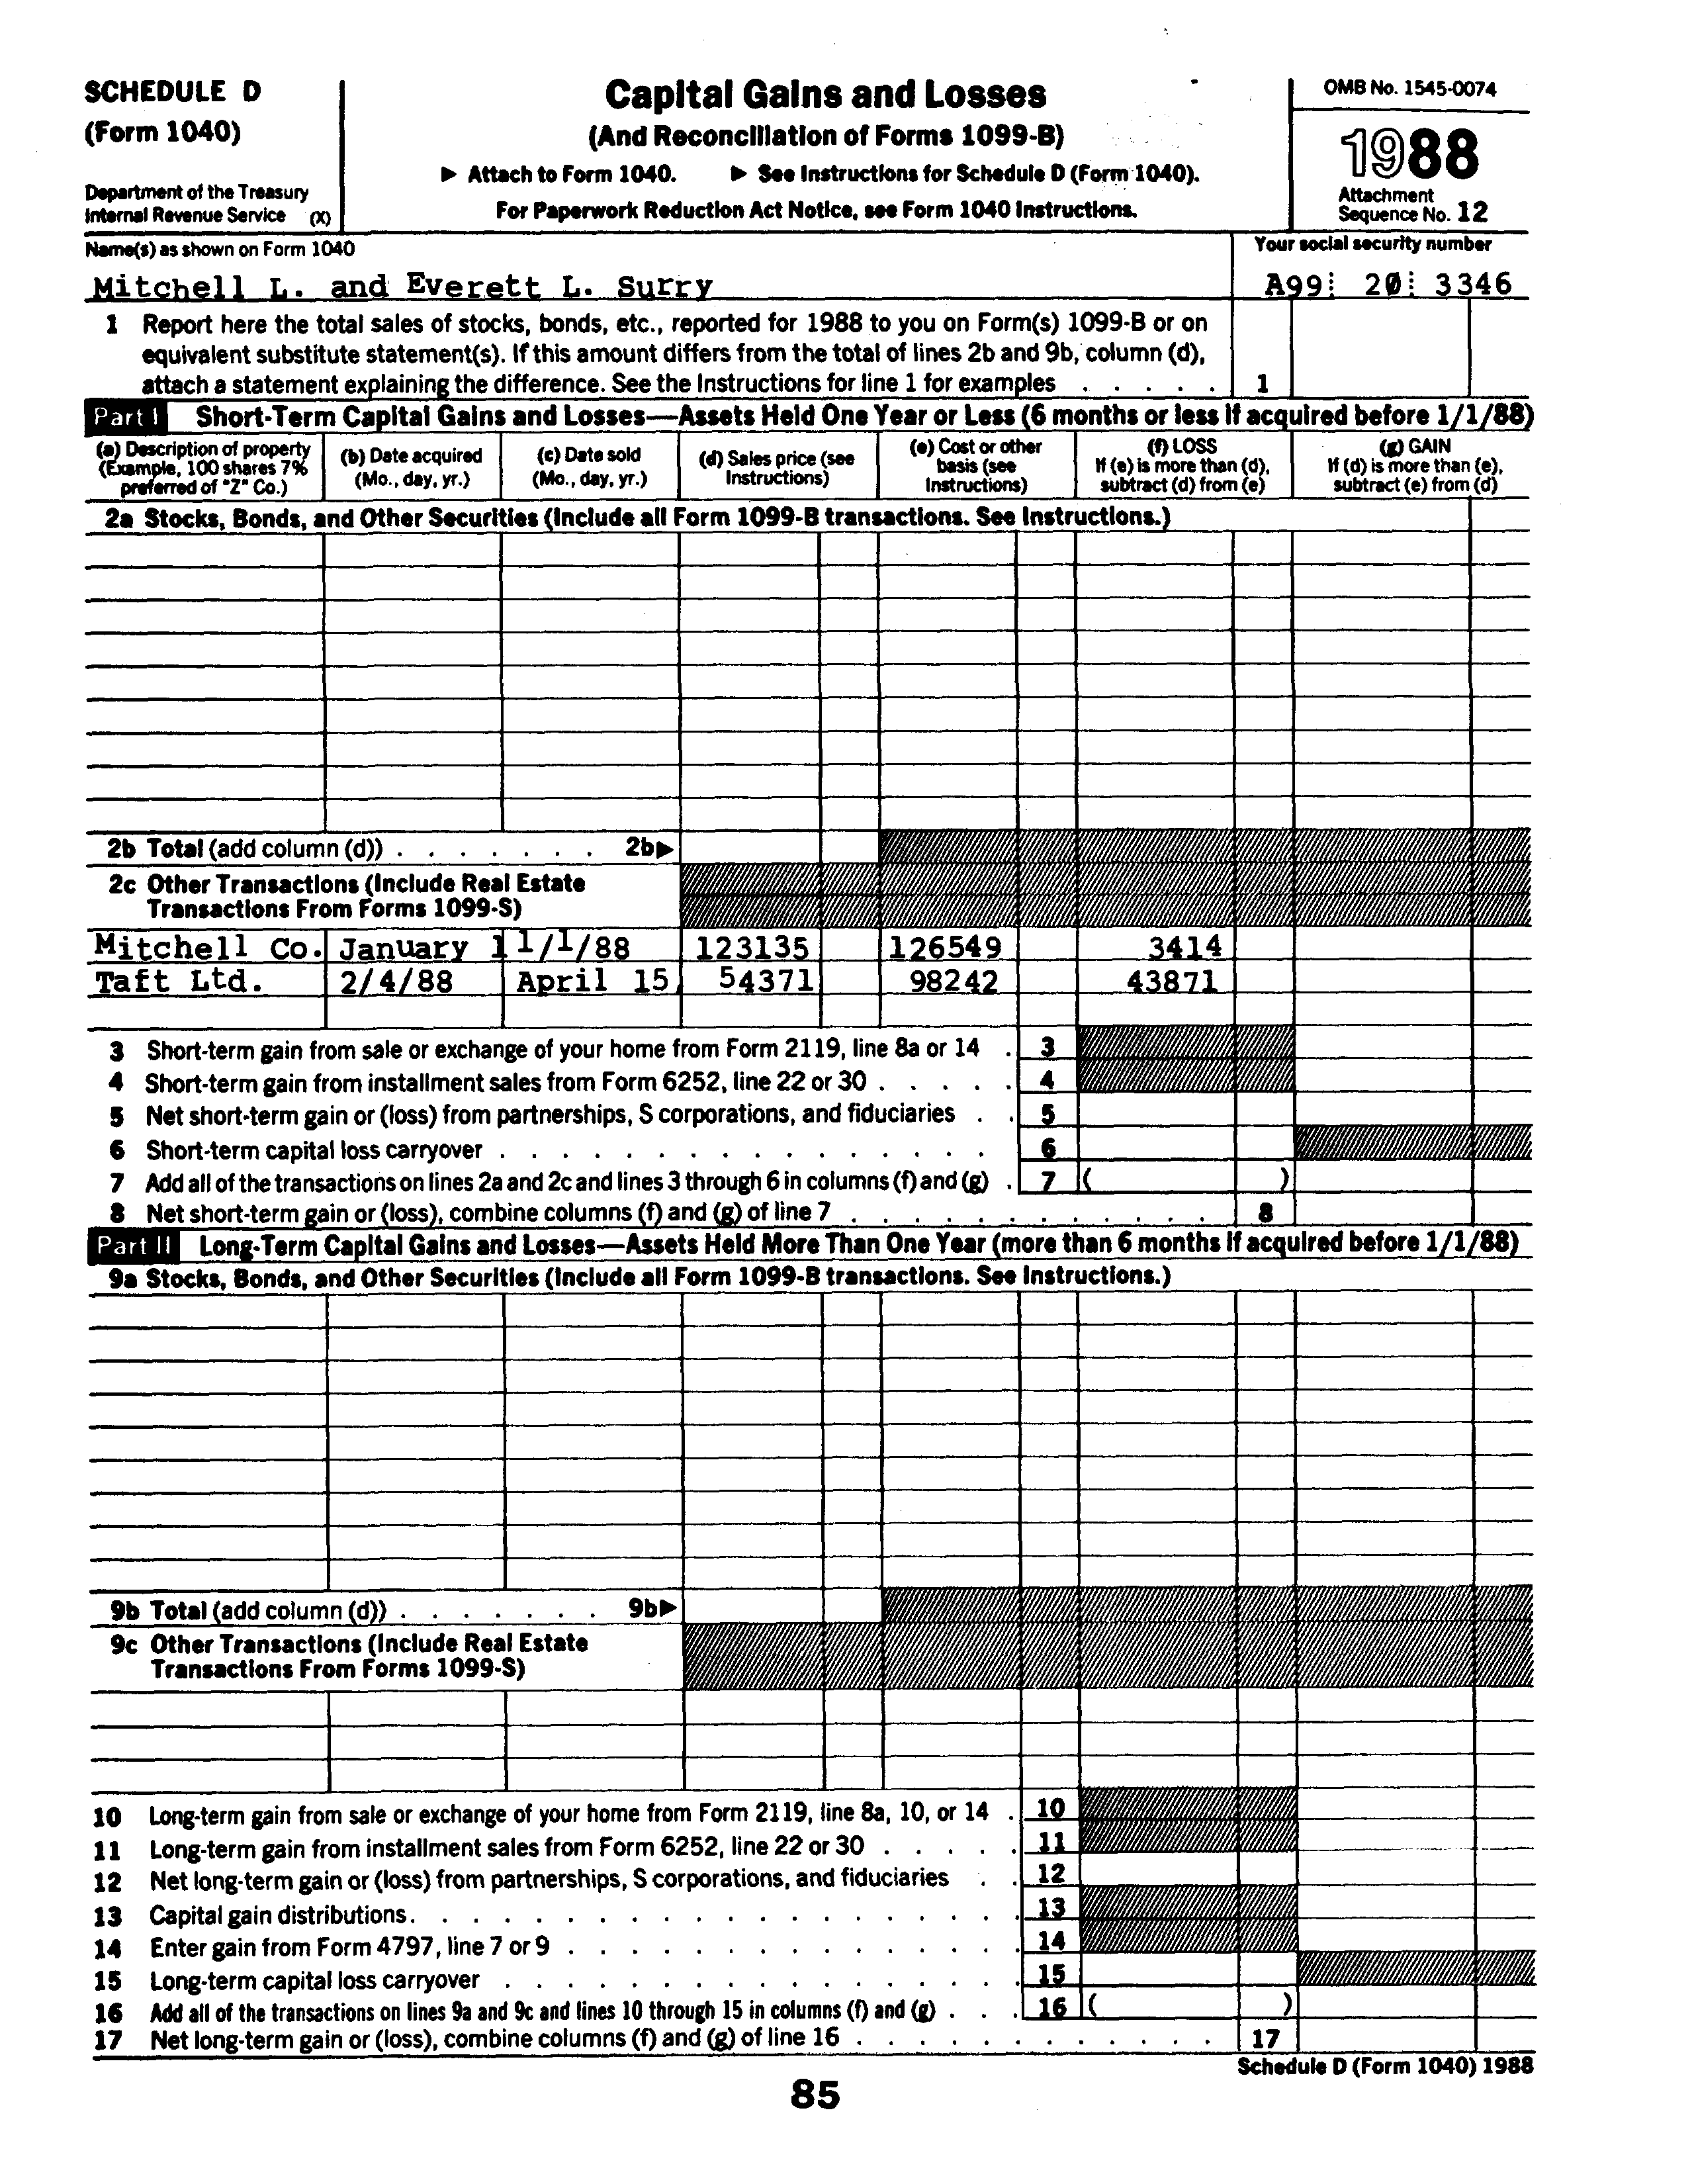 SCHEDULE D
(Form 1040)
Department of the Treasury
Internal Revenue Service (X)
Capital Gains and Losses
(And Reconciliation of Forms 1099-B)
▶ Attach to Form 1040. ▶ See Instructions for Schedule D (Form 1040).
For Paperwork Reduction Act Notice, see Form 1040 Instructions.
OMB No. 1545-0074
1988
Attachment
Sequence No. 12
Name(s) as shown on Form 1040
Your social security number
Mitchell L. and Everett L. Surry
A99 20 3346
1 Report here the total sales of stocks, bonds, etc., reported for 1988 to you on Form(s) 1099-B or on
equivalent substitute statement(s). If this amount differs from the total of lines 2b and 9b, column (d),
attach a statement explaining the difference. See the Instructions for line 1 for examples . . . . . 1
Part I Short-Term Capital Gains and Losses—Assets Held One Year or Less (6 months or less if acquired before 1/1/88)
(a) Description of property
(Example, 100 shares 7%
preferred of "Z" Co.)
(b) Date acquired
(Mo., day, yr.)
(c) Date sold
(Mo., day, yr.)
(d) Sales price (see
Instructions)
(e) Cost or other
basis (see
Instructions)
(f) LOSS
If (e) is more than (d),
subtract (d) from (e)
(g) GAIN
If (d) is more than (e),
subtract (e) from (d)
2a Stocks, Bonds, and Other Securities (Include all Form 1099-B transactions. See Instructions.)
2b Total (add column (d)) . . . . . . . 2b▶
2c Other Transactions (Include Real Estate
Transactions From Forms 1099-S)
Mitchell Co. January 1 1/1/88 123135 126549 3414
Taft Ltd. 2/4/88 April 15 54371 98242 43871
3 Short-term gain from sale or exchange of your home from Form 2119, line 8a or 14 . 3
4 Short-term gain from installment sales from Form 6252, line 22 or 30 . . . . . 4
5 Net short-term gain or (loss) from partnerships, S corporations, and fiduciaries . . 5
6 Short-term capital loss carryover . . . . . . . . . . . . . . . . 6
7 Add all of the transactions on lines 2a and 2c and lines 3 through 6 in columns (f) and (g) . 7 ( )
8 Net short-term gain or (loss), combine columns (f) and (g) of line 7 . . . . . . . . . . . . 8
Part II Long-Term Capital Gains and Losses—Assets Held More Than One Year (more than 6 months if acquired before 1/1/88)
9a Stocks, Bonds, and Other Securities (Include all Form 1099-B transactions. See Instructions.)
9b Total (add column (d)) . . . . . . . 9b▶
9c Other Transactions (Include Real Estate
Transactions From Forms 1099-S)
10 Long-term gain from sale or exchange of your home from Form 2119, line 8a, 10, or 14 . 10
11 Long-term gain from installment sales from Form 6252, line 22 or 30 . . . . . 11
12 Net long-term gain or (loss) from partnerships, S corporations, and fiduciaries . . 12
13 Capital gain distributions. . . . . . . . . . . . . . . . . . . . 13
14 Enter gain from Form 4797, line 7 or 9 . . . . . . . . . . . . . . . 14
15 Long-term capital loss carryover . . . . . . . . . . . . . . . . . 15
16 Add all of the transactions on lines 9a and 9c and lines 10 through 15 in columns (f) and (g) . . . 16 ( )
17 Net long-term gain or (loss), combine columns (f) and (g) of line 16 . . . . . . . . . . . . 17
Schedule D (Form 1040) 1988
85